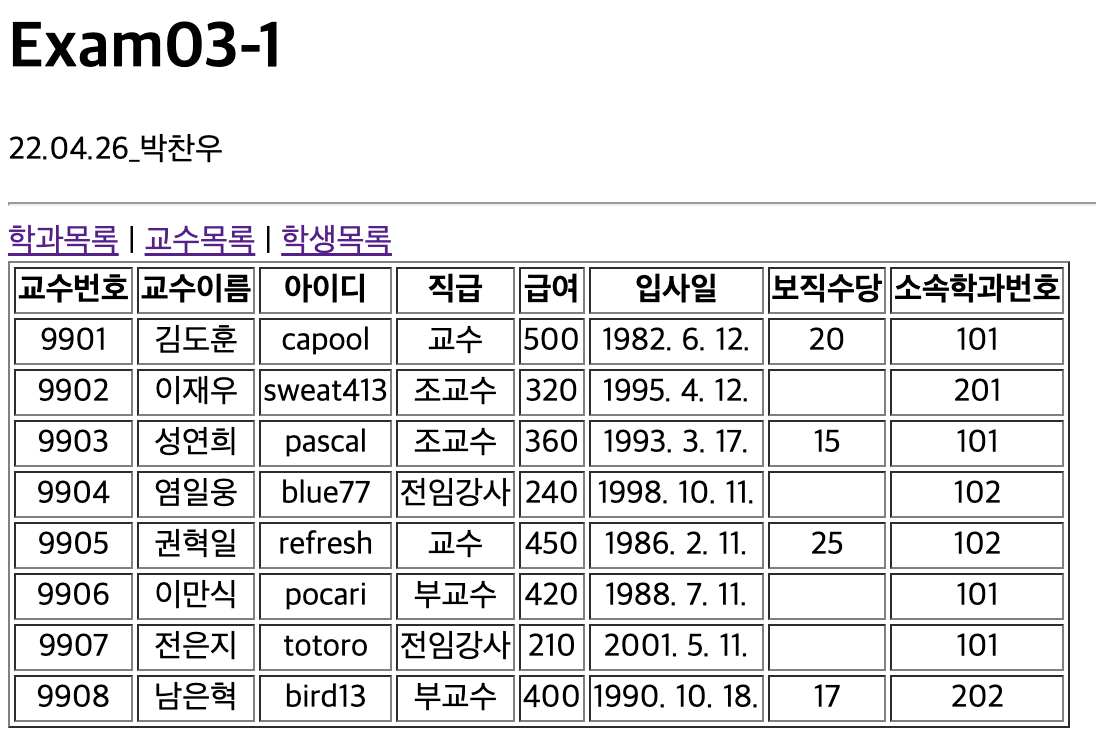 Exam03-1
22.04.26_박찬우
학과목록 | 교수목록 | 학생목록
교수번호 교수이름 아이디 직급 급여 입사일 보직수당 소속학과번호
9901 김도훈 capool 교수 500 1982. 6. 12. 20 101
9902 이재우 sweat413 조교수 320 1995. 4. 12. 201
9903 성연희 pascal 조교수 360 1993. 3. 17. 15 101
9904 염일웅 blue77 전임강사 240 1998. 10. 11. 102
9905 권혁일 refresh 교수 450 1986. 2. 11. 25 102
9906 이만식 pocari 부교수 420 1988. 7. 11. 101
9907 전은지 totoro 전임강사 210 2001. 5. 11. 101
9908 남은혁 bird13 부교수 400 1990. 10. 18. 17 202